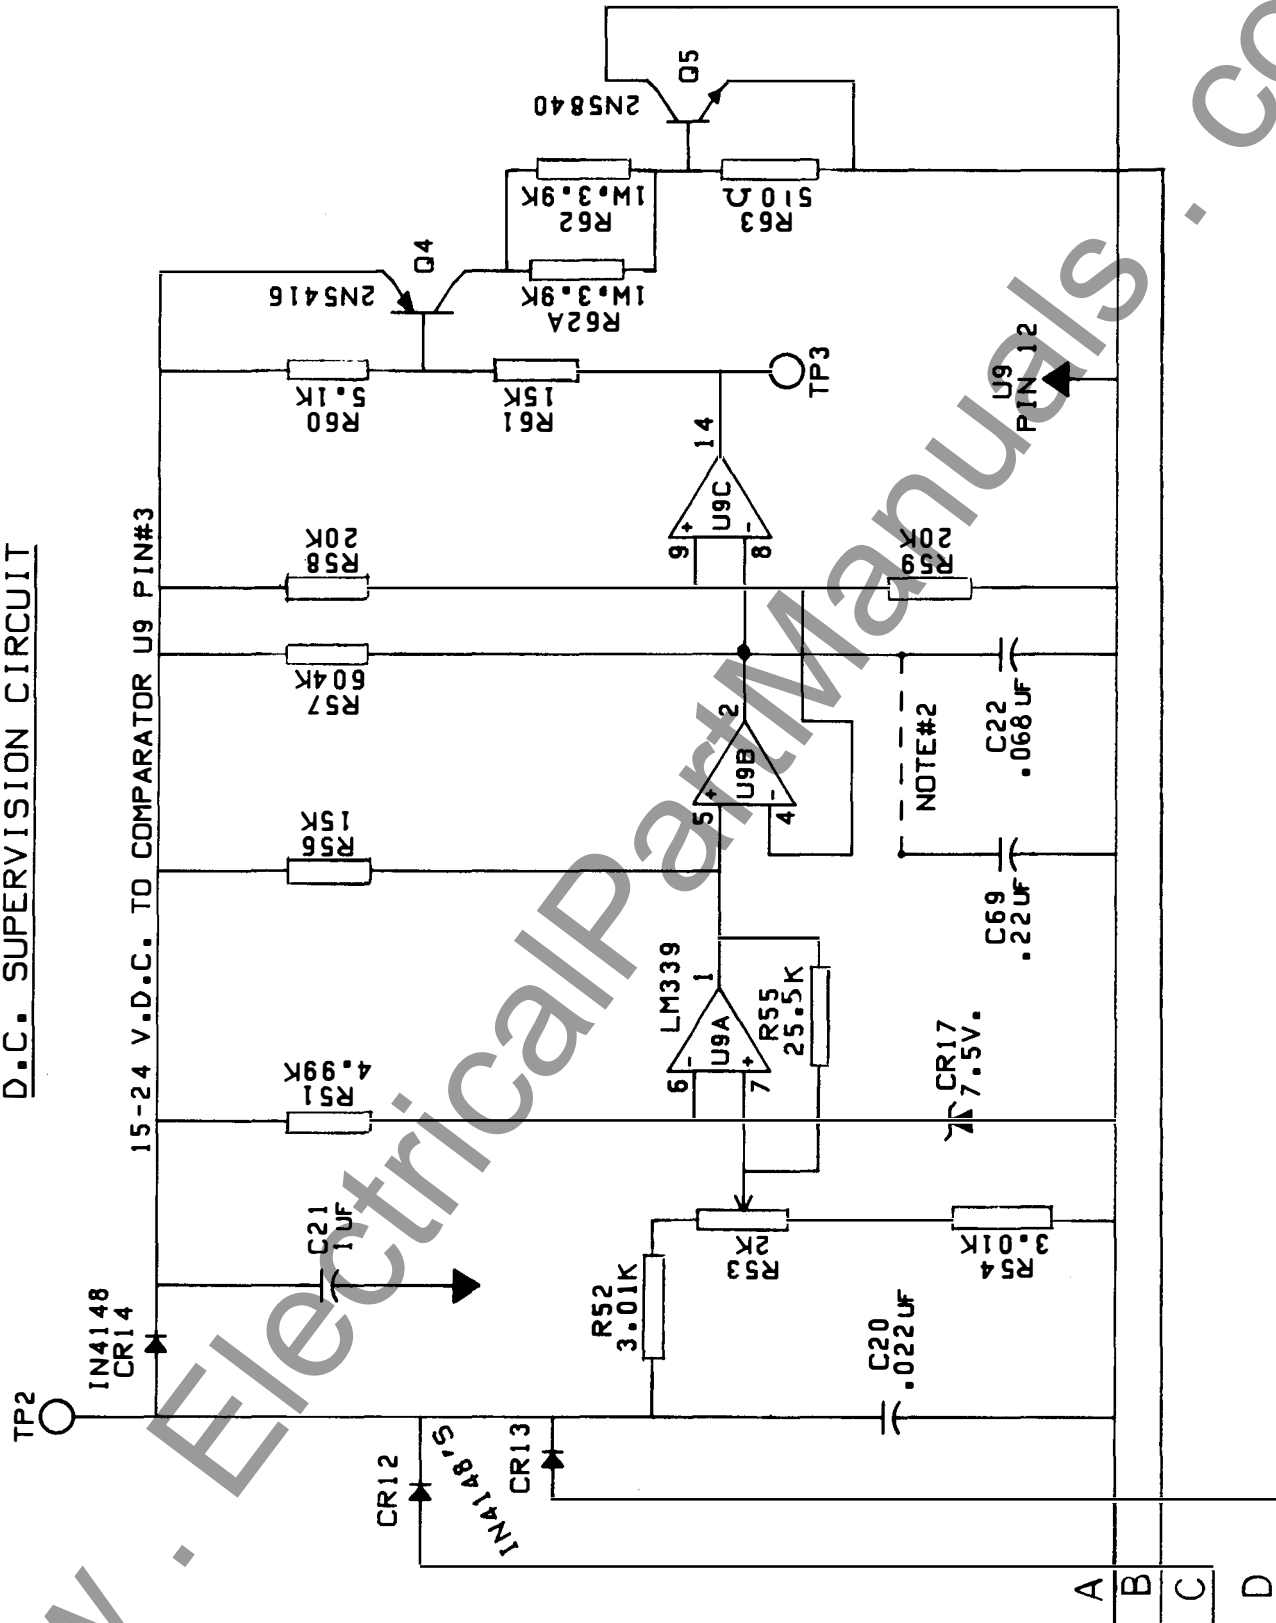 D.C. SUPERVISION CIRCUIT
15-24 V.D.C. TO COMPARATOR U9 PIN#3
TP2
IN4148
CR14
C21
1UF
R51
4.99K
R56
15K
R57
604K
R58
20K
R60
5.1K
R61
15K
2N5416
Q4
R62A
1W.3.9K
R62
1W.3.9K
2N5840
Q5
R63
510Ω
TP3
CR12
IN4148'S
CR13
R52
3.01K
R53
2K
R54
3.01K
C20
.022UF
LM339
U9A
6
-
7
+
1
R55
25.5K
CR17
7.5V.
U9B
5
+
4
-
2
U9C
9
+
8
-
14
R59
20K
NOTE#2
C69
.22UF
C22
.068UF
U9
PIN 12
A
B
C
D
. ElectricalPartManuals . co